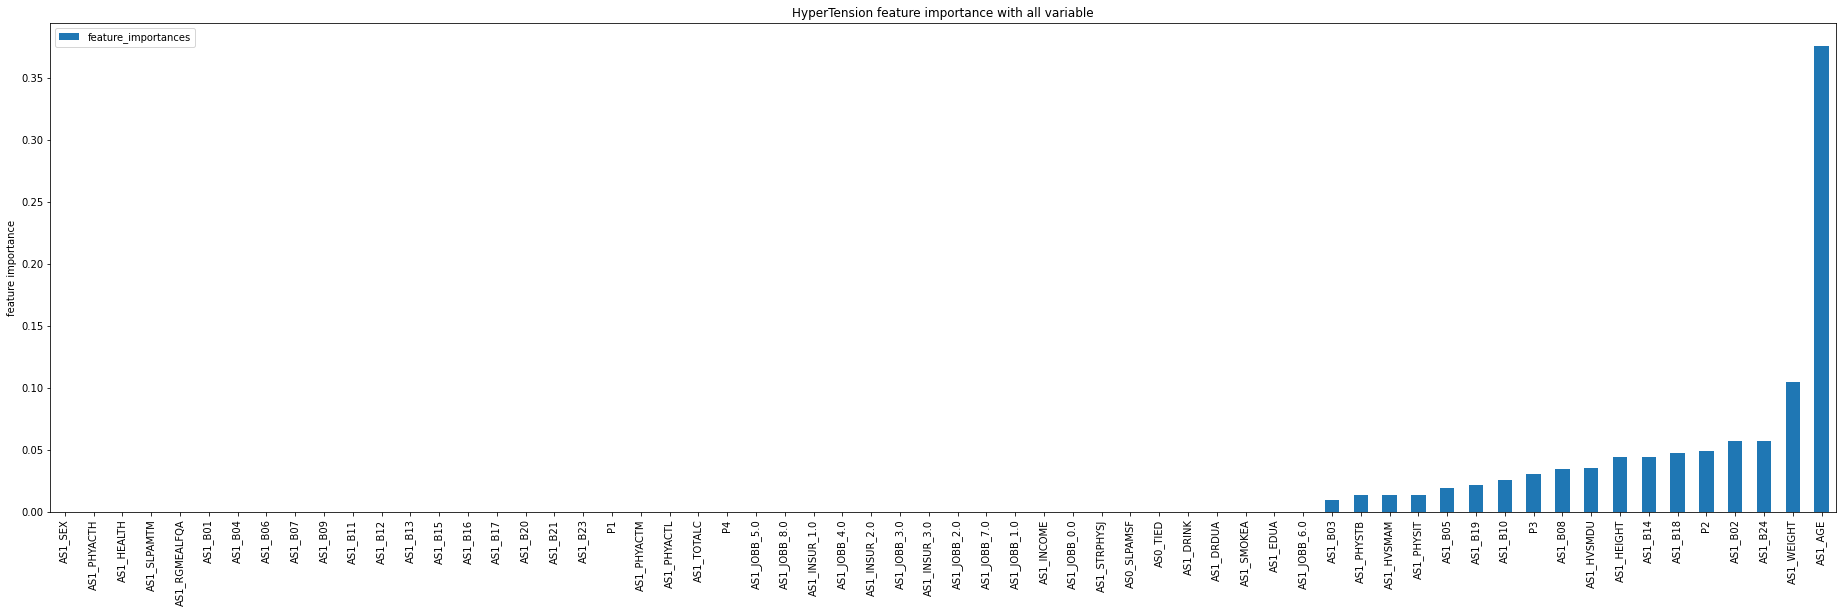 HyperTension feature importance with all variable
feature_importances
0.35
0.30
0.25
0.20
0.15
0.10
0.05
0.00
feature importance
AS1_SEX
AS1_PHYACTH
AS1_HEALTH
AS1_SLPAMTM
AS1_RGMEALFQA
AS1_B01
AS1_B04
AS1_B06
AS1_B07
AS1_B09
AS1_B11
AS1_B12
AS1_B13
AS1_B15
AS1_B16
AS1_B17
AS1_B20
AS1_B21
AS1_B23
P1
AS1_PHYACTM
AS1_PHYACTL
AS1_TOTALC
P4
AS1_JOBB_5.0
AS1_JOBB_8.0
AS1_INSUR_1.0
AS1_JOBB_4.0
AS1_INSUR_2.0
AS1_JOBB_3.0
AS1_INSUR_3.0
AS1_JOBB_2.0
AS1_JOBB_7.0
AS1_JOBB_1.0
AS1_INCOME
AS1_JOBB_0.0
AS1_STRPHYSJ
AS0_SLPAMSF
AS0_TIED
AS1_DRINK
AS1_DRDUA
AS1_SMOKEA
AS1_EDUA
AS1_JOBB_6.0
AS1_B03
AS1_PHYSTB
AS1_HVSMAM
AS1_PHYSIT
AS1_B05
AS1_B19
AS1_B10
P3
AS1_B08
AS1_HVSMDU
AS1_HEIGHT
AS1_B14
AS1_B18
P2
AS1_B02
AS1_B24
AS1_WEIGHT
AS1_AGE